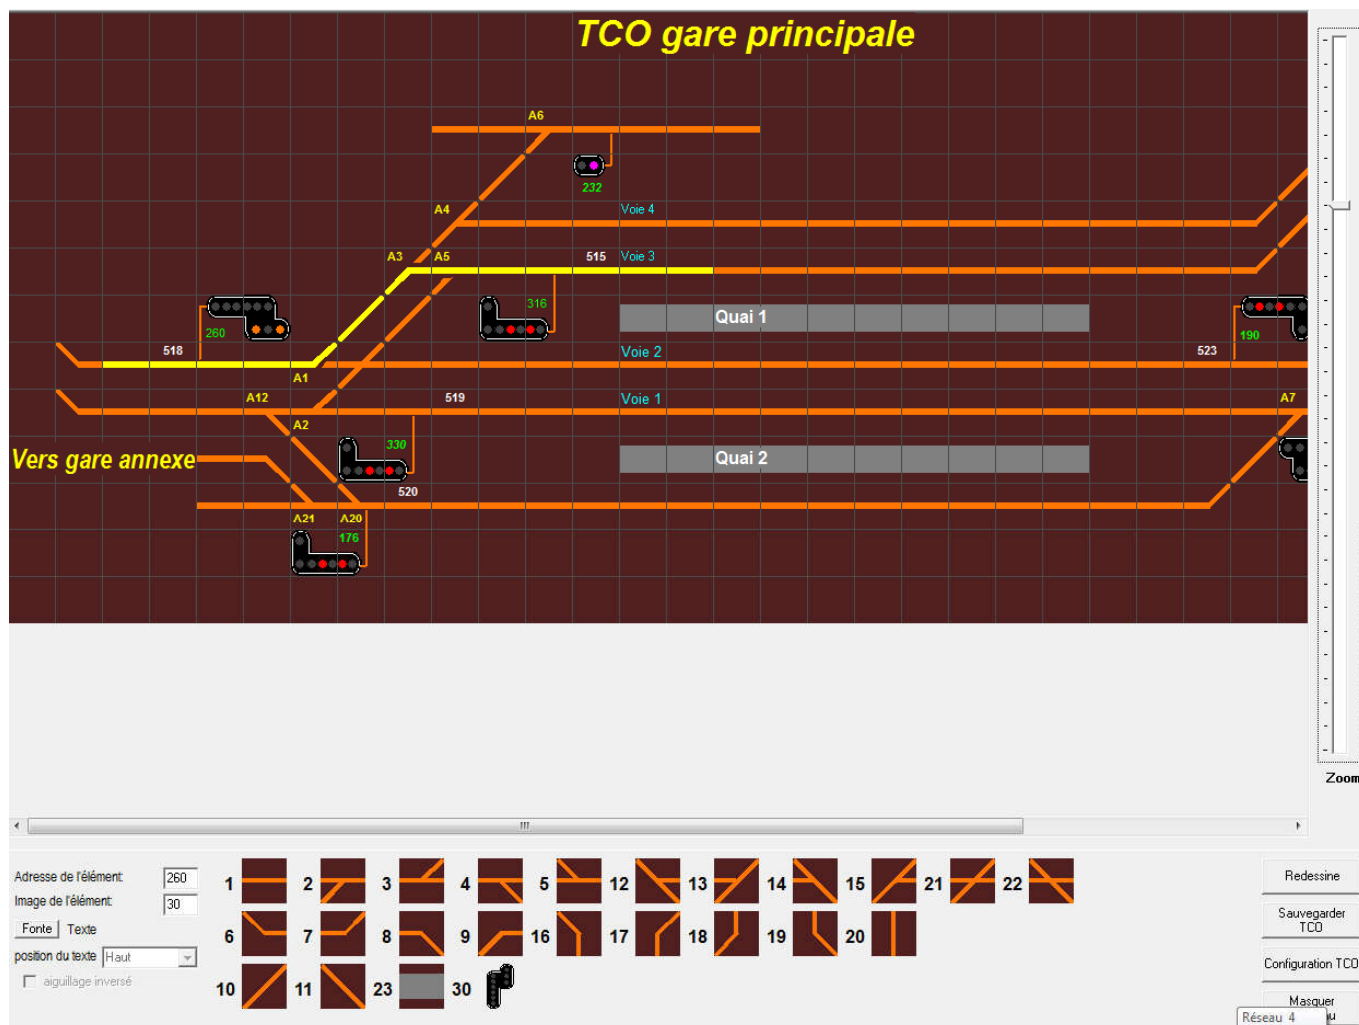 TCO gare principale
A6
232
A4
Voie 4
A3
A5
515
Voie 3
316
Quai 1
260
190
518
Voie 2
523
A1
A12
519
Voie 1
A7
A2
330
Vers gare annexe
Quai 2
520
A21
A20
176
Zoom
Adresse de l'élément:
260
1
2
3
4
5
12
13
14
15
21
22
Redessine
Image de l'élément:
30
Fonte
Texte
6
7
8
9
16
17
18
19
20
Sauvegarder
TCO
position du texte
Haut
Configuration TCO
aiguillage inversé
10
11
23
30
Masquer
Réseau 4